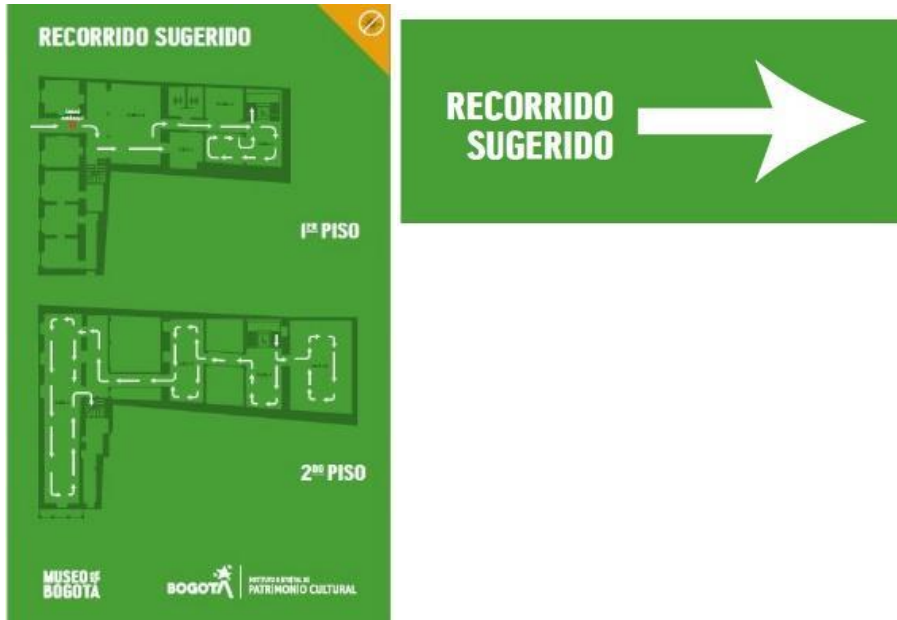 RECORRIDO SUGERIDO
1ER PISO
2DO PISO
MUSEO DE
BOGOTÁ
BOGOTÁ
PATRIMONIO CULTURAL
RECORRIDO
SUGERIDO